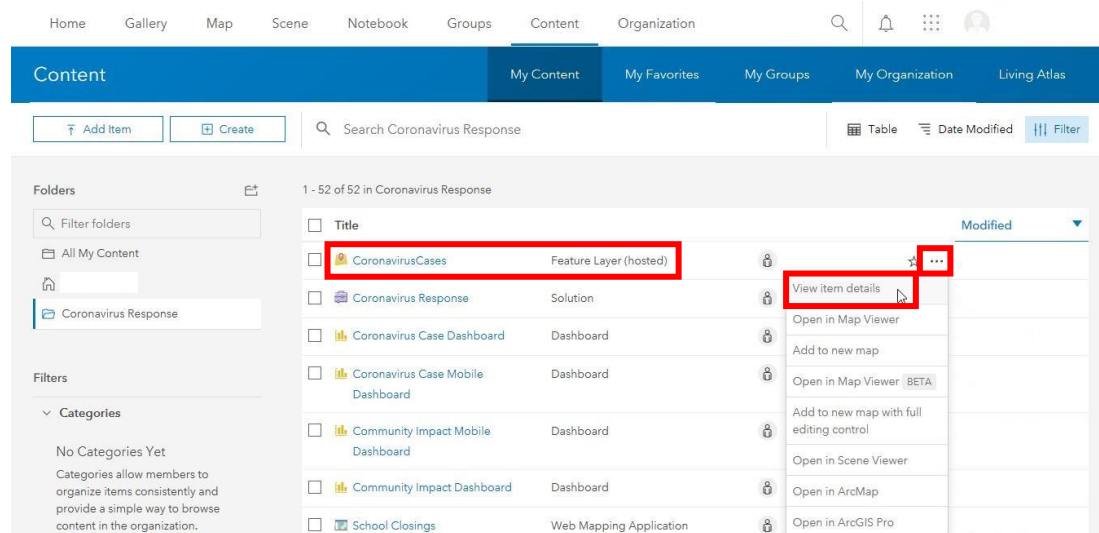 Home Gallery Map Scene Notebook Groups Content Organization
Content My Content My Favorites My Groups My Organization Living Atlas
Add Item Create Search Coronavirus Response Table Date Modified Filter
Folders
1 - 52 of 52 in Coronavirus Response
Filter folders
Title Modified
All My Content
CoronavirusCases Feature Layer (hosted)
View item details
Coronavirus Response Solution
Coronavirus Response
Open in Map Viewer
Coronavirus Case Dashboard Dashboard
Add to new map
Filters
Coronavirus Case Mobile
Dashboard
Dashboard
Open in Map Viewer BETA
Categories
Add to new map with full
editing control
Community Impact Mobile
Dashboard
Dashboard
No Categories Yet
Open in Scene Viewer
Categories allow members to
organize items consistently and
provide a simple way to browse
content in the organization.
Community Impact Dashboard Dashboard
Open in ArcMap
School Closings Web Mapping Application
Open in ArcGIS Pro